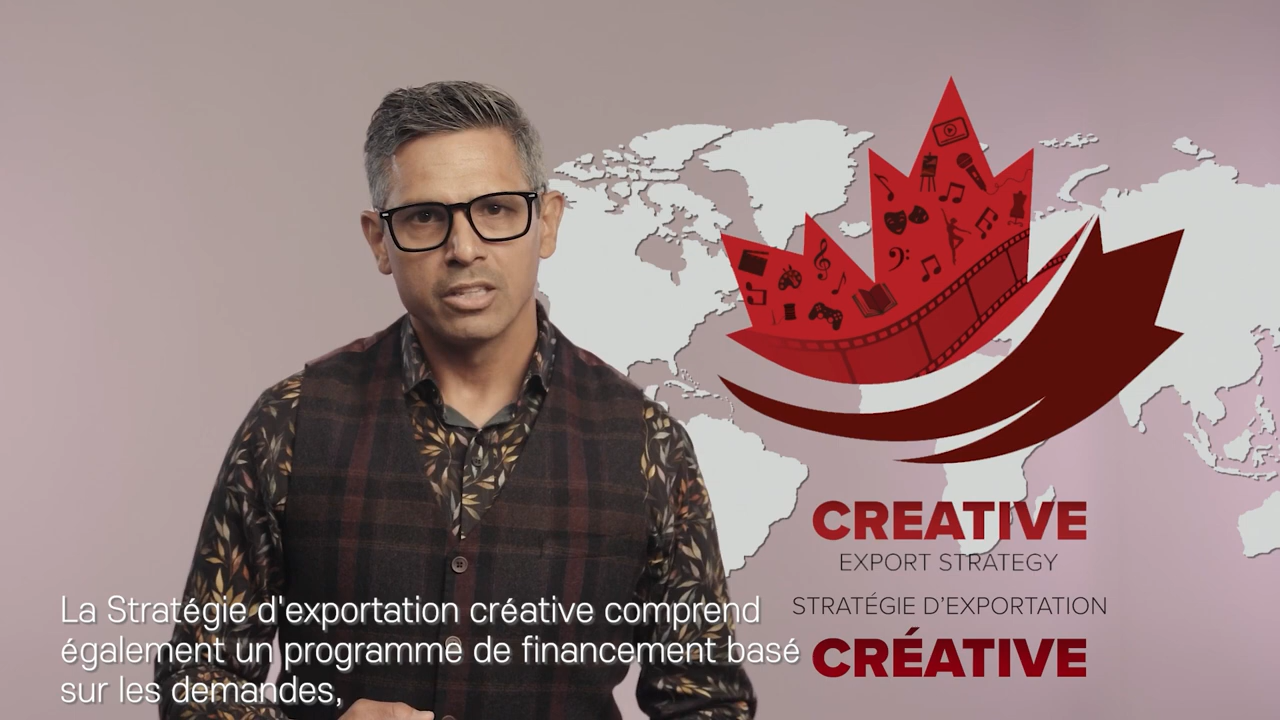 CREATIVE
EXPORT STRATEGY
STRATÉGIE D'EXPORTATION
CRÉATIVE
La Stratégie d'exportation créative comprend
également un programme de financement basé
sur les demandes,